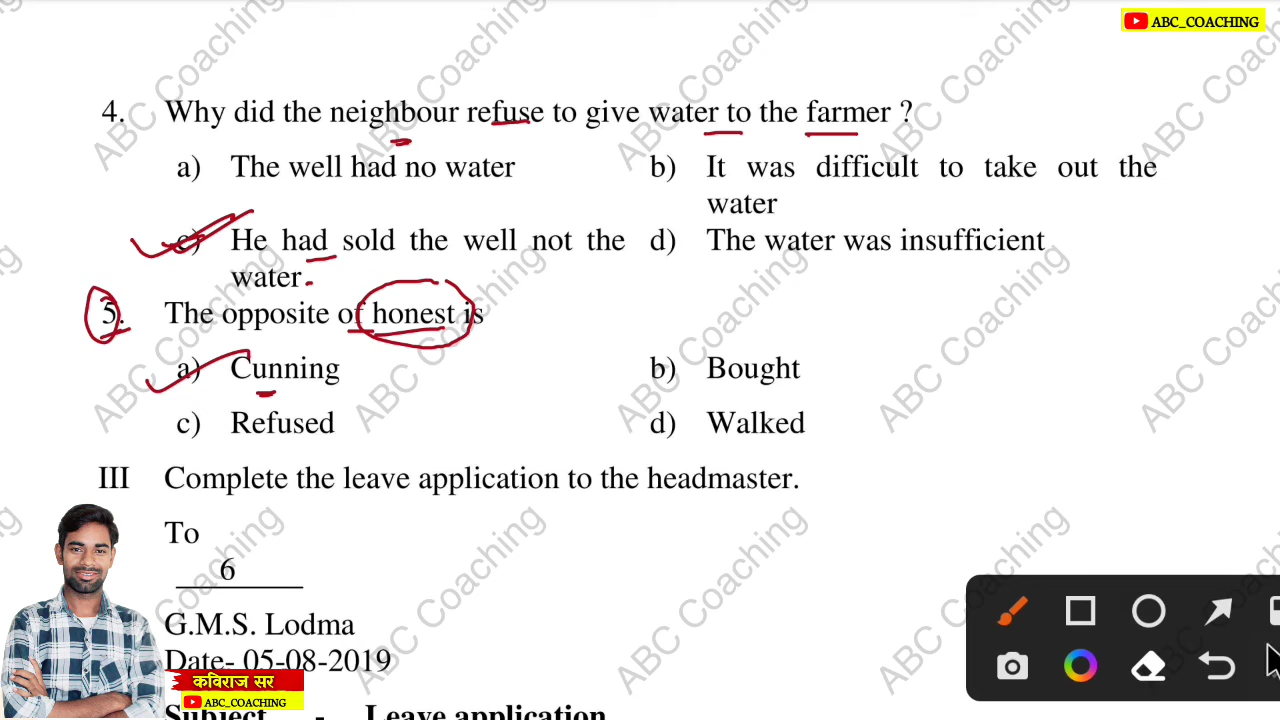 ABC_COACHING
4. Why did the neighbour refuse to give water to the farmer ?
a) The well had no water
b) It was difficult to take out the
water
c) He had sold the well not the
water.
d) The water was insufficient
5. The opposite of honest is
a) Cunning
b) Bought
c) Refused
d) Walked
III Complete the leave application to the headmaster.
To
6
G.M.S. Lodma
Date- 05-08-2019
Subject - Leave application
कविराज सर
ABC_COACHING
ABC Coaching